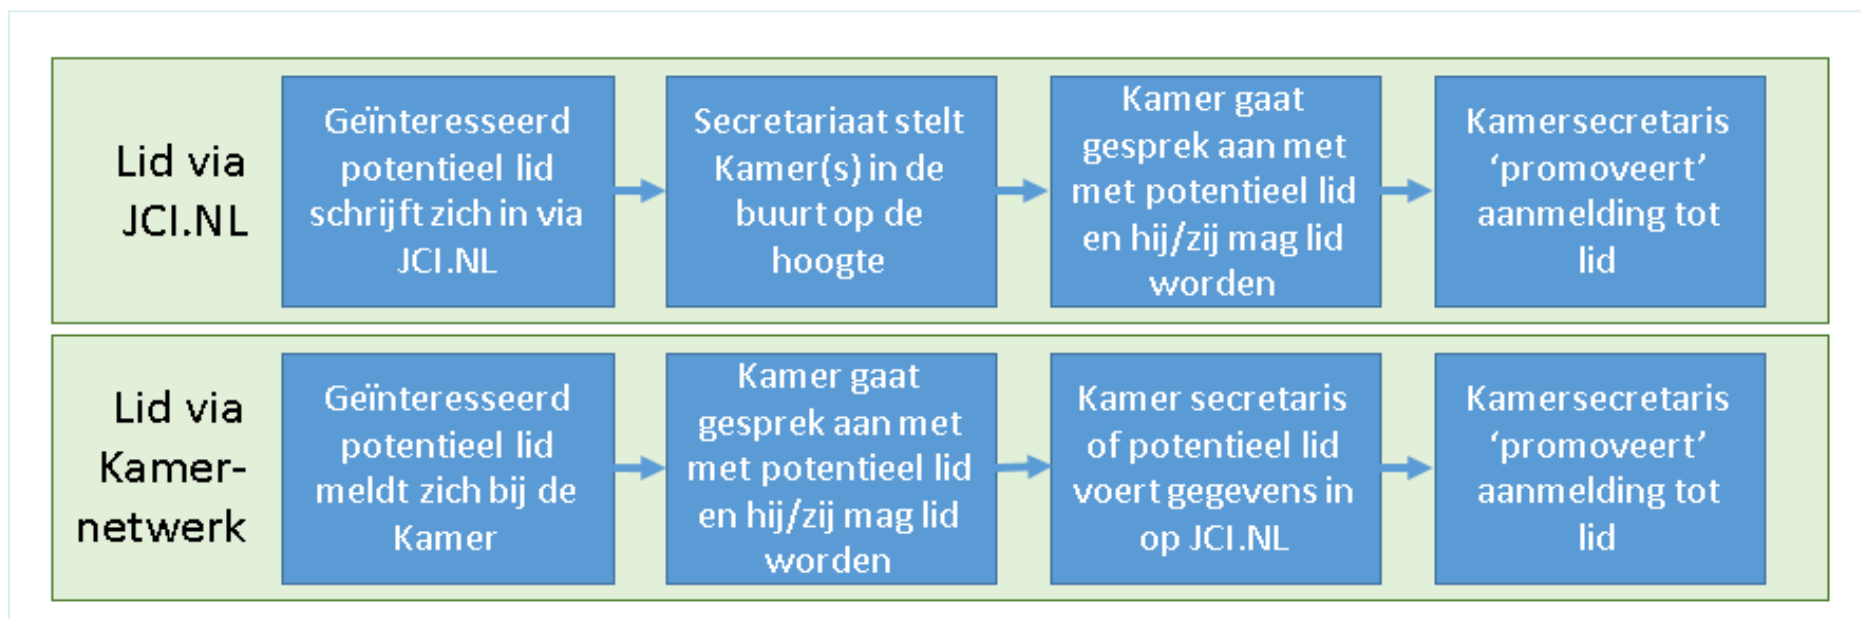 Lid via
JCI.NL
Geïnteresseerd
potentieel lid
schrijft zich in via
JCI.NL
Secretariaat stelt
Kamer(s) in de
buurt op de
hoogte
Kamer gaat
gesprek aan met
met potentieel lid
en hij/zij mag lid
worden
Kamersecretaris
‘promoveert’
aanmelding tot
lid
Lid via
Kamer-
netwerk
Geïnteresseerd
potentieel lid
meldt zich bij de
Kamer
Kamer gaat
gesprek aan met
met potentieel lid
en hij/zij mag lid
worden
Kamer secretaris
of potentieel lid
voert gegevens in
op JCI.NL
Kamersecretaris
‘promoveert’
aanmelding tot
lid